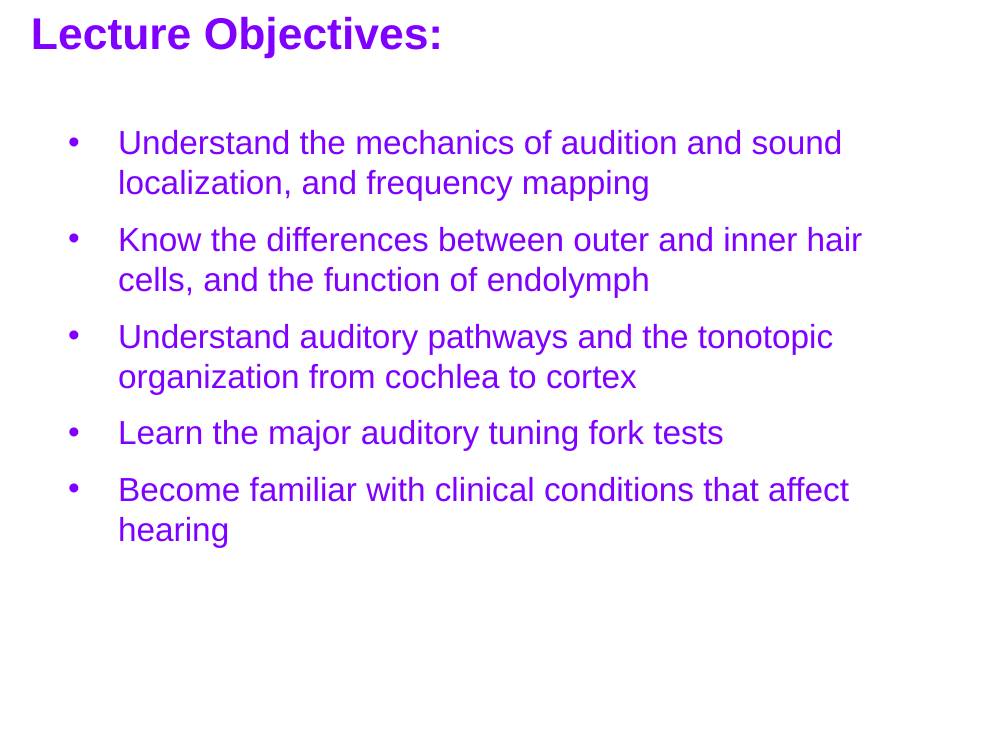 Lecture Objectives:
• Understand the mechanics of audition and sound
localization, and frequency mapping
• Know the differences between outer and inner hair
cells, and the function of endolymph
• Understand auditory pathways and the tonotopic
organization from cochlea to cortex
• Learn the major auditory tuning fork tests
• Become familiar with clinical conditions that affect
hearing